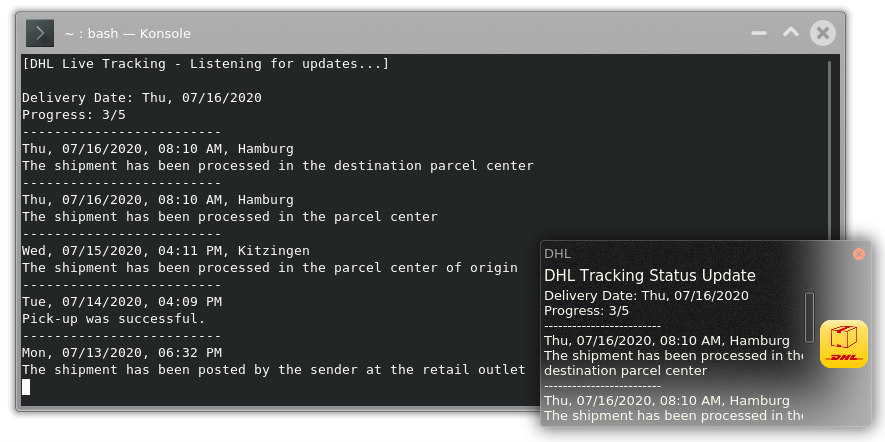 ~ : bash — Konsole
[DHL Live Tracking - Listening for updates...]
Delivery Date: Thu, 07/16/2020
Progress: 3/5
-------------------------
Thu, 07/16/2020, 08:10 AM, Hamburg
The shipment has been processed in the destination parcel center
-------------------------
Thu, 07/16/2020, 08:10 AM, Hamburg
The shipment has been processed in the parcel center
-------------------------
Wed, 07/15/2020, 04:11 PM, Kitzingen
The shipment has been processed in the parcel center of origin
-------------------------
Tue, 07/14/2020, 04:09 PM
Pick-up was successful.
-------------------------
Mon, 07/13/2020, 06:32 PM
The shipment has been posted by the sender at the retail outlet
DHL
DHL Tracking Status Update
Delivery Date: Thu, 07/16/2020
Progress: 3/5
-------------------------
Thu, 07/16/2020, 08:10 AM, Hamburg
The shipment has been processed in the
destination parcel center
-------------------------
Thu, 07/16/2020, 08:10 AM, Hamburg
The shipment has been processed in the
DHL